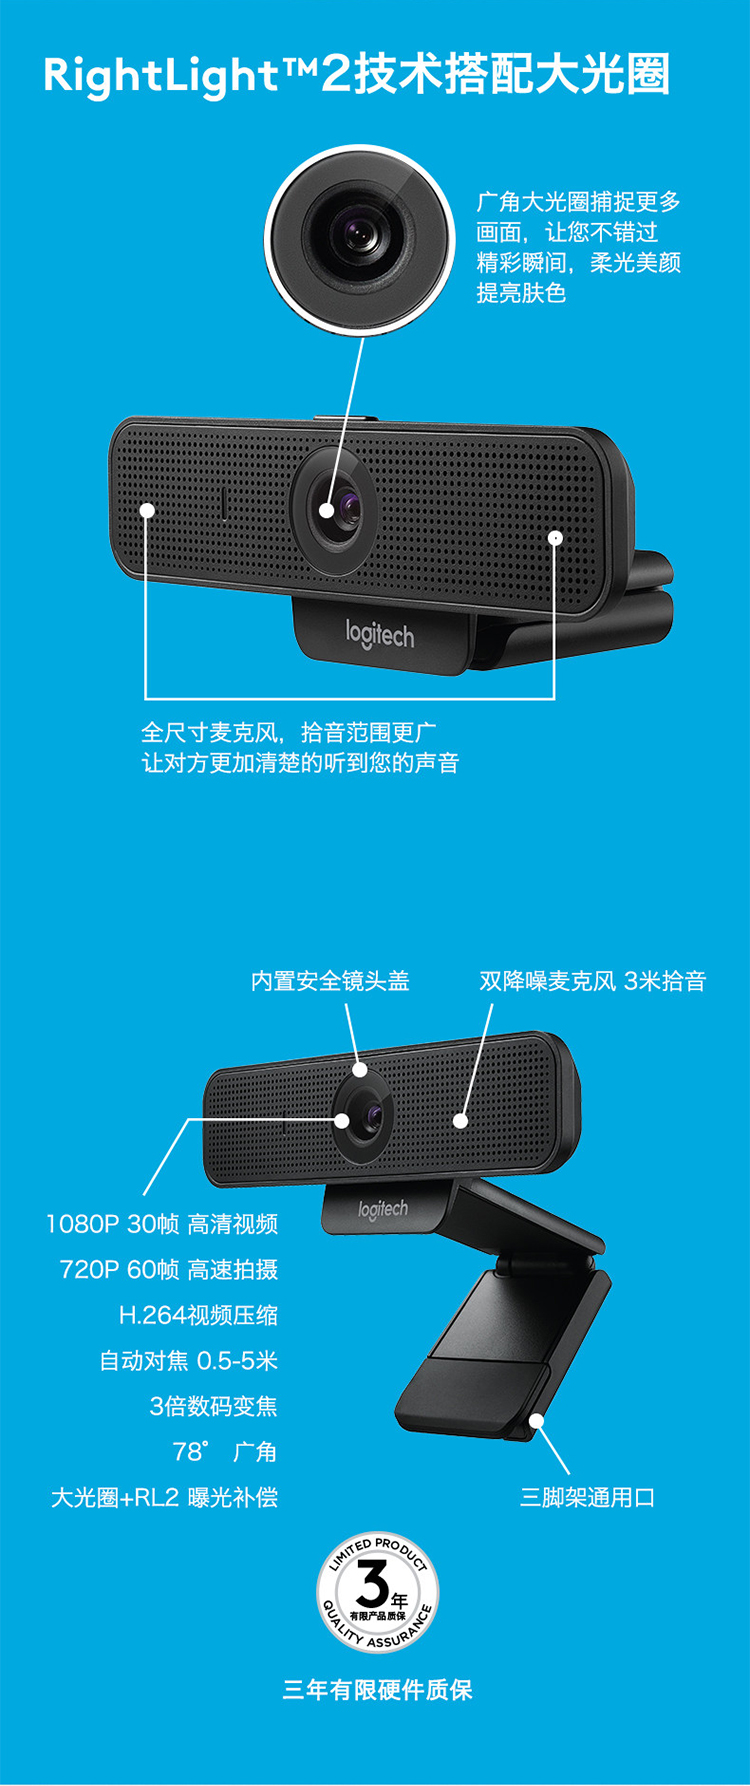 RightLight™2技术搭配大光圈
广角大光圈捕捉更多
画面，让您不错过
精彩瞬间，柔光美颜
提亮肤色
logitech
全尺寸麦克风，拾音范围更广
让对方更加清楚的听到您的声音
内置安全镜头盖
双降噪麦克风 3米拾音
logitech
1080P 30帧 高清视频
720P 60帧 高速拍摄
H.264视频压缩
自动对焦 0.5-5米
3倍数码变焦
78° 广角
大光圈+RL2 曝光补偿
三脚架通用口
LIMITED PRODUCT
3年
有限产品质保
QUALITY ASSURANCE
三年有限硬件质保